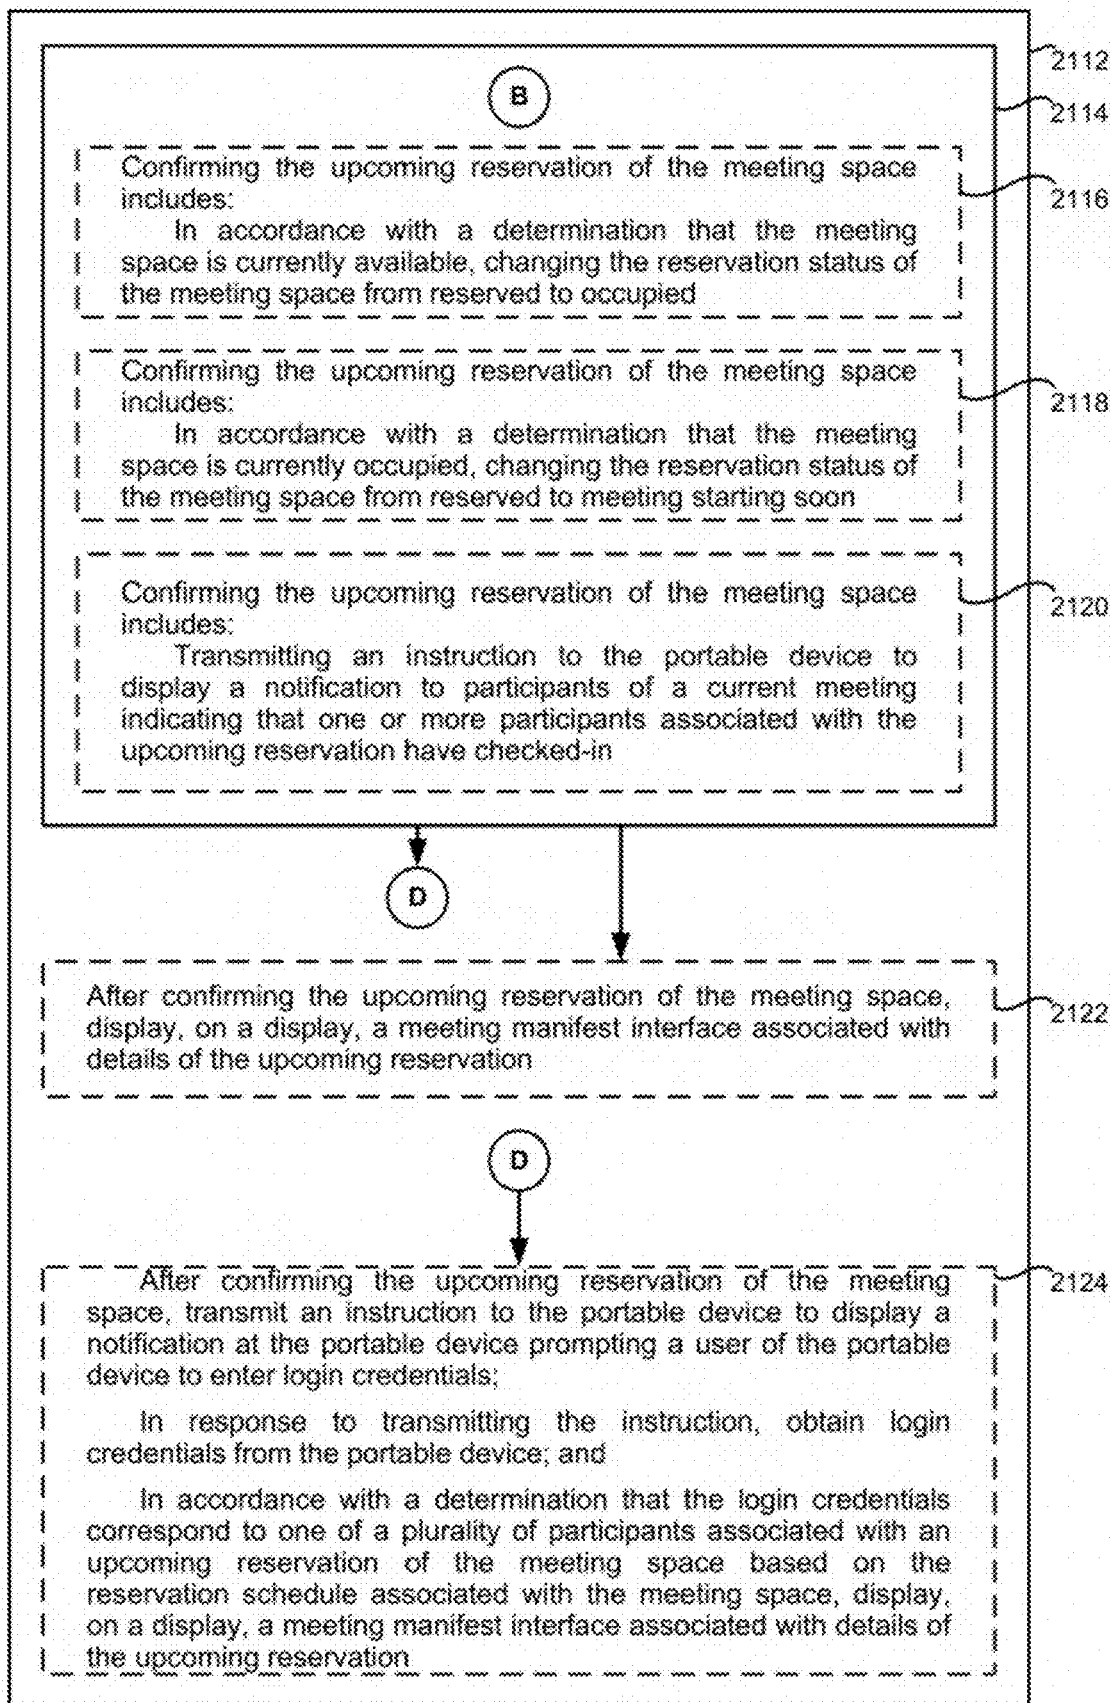 2112
B
2114
Confirming the upcoming reservation of the meeting space
includes:
2116
In accordance with a determination that the meeting
space is currently available, changing the reservation status of
the meeting space from reserved to occupied
Confirming the upcoming reservation of the meeting space
includes:
2118
In accordance with a determination that the meeting
space is currently occupied, changing the reservation status of
the meeting space from reserved to meeting starting soon
Confirming the upcoming reservation of the meeting space
includes:
2120
Transmitting an instruction to the portable device to
display a notification to participants of a current meeting
indicating that one or more participants associated with the
upcoming reservation have checked-in
D
After confirming the upcoming reservation of the meeting space,
display, on a display, a meeting manifest interface associated with
details of the upcoming reservation
2122
D
After confirming the upcoming reservation of the meeting
space, transmit an instruction to the portable device to display a
notification at the portable device prompting a user of the portable
device to enter login credentials;
2124
In response to transmitting the instruction, obtain login
credentials from the portable device; and
In accordance with a determination that the login credentials
correspond to one of a plurality of participants associated with an
upcoming reservation of the meeting space based on the
reservation schedule associated with the meeting space, display,
on a display, a meeting manifest interface associated with details of
the upcoming reservation